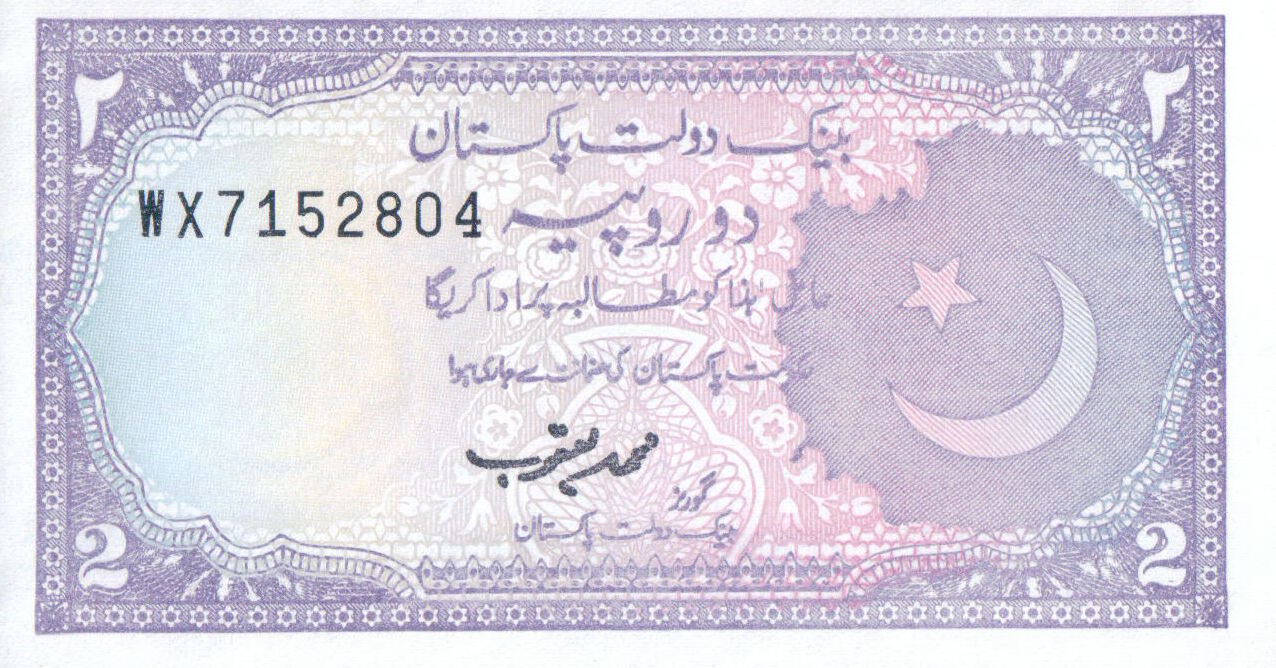 ۲ ۲
بینک دولت پاکستان
WX7152804
دو روپیہ
حامل ہٰذا کو مطالبہ پر ادا کریگا
حکومت پاکستان کی ضمانت سے جاری ہوا
محمد یعقوب
گورنر
بینک دولت پاکستان
2 2